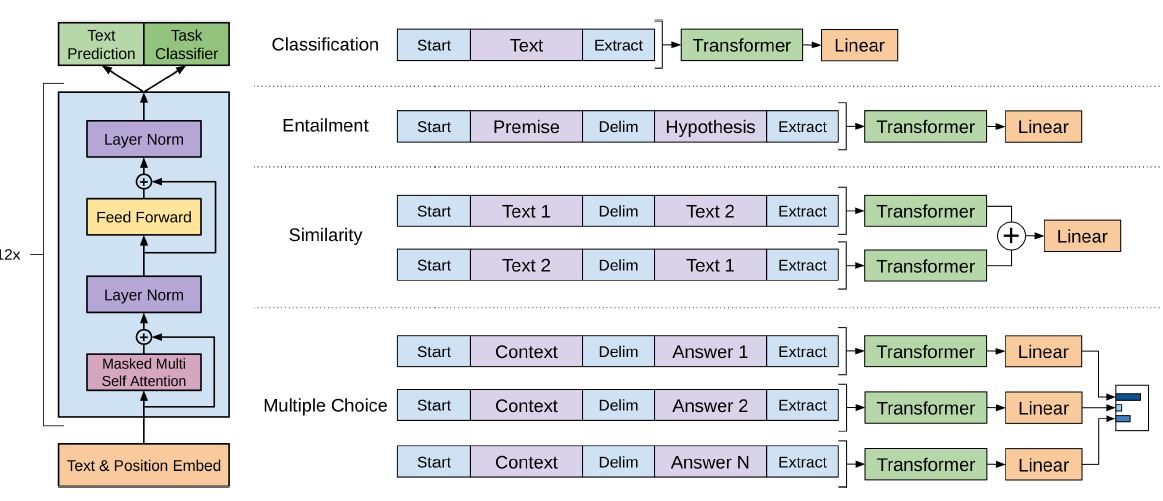 Text Prediction
Task Classifier
12x
Layer Norm
Feed Forward
Layer Norm
Masked Multi
Self Attention
Text & Position Embed
Classification
Start Text Extract Transformer Linear
Entailment
Start Premise Delim Hypothesis Extract Transformer Linear
Similarity
Start Text 1 Delim Text 2 Extract Transformer
+ Linear
Start Text 2 Delim Text 1 Extract Transformer
Multiple Choice
Start Context Delim Answer 1 Extract Transformer Linear
Start Context Delim Answer 2 Extract Transformer Linear
Start Context Delim Answer N Extract Transformer Linear